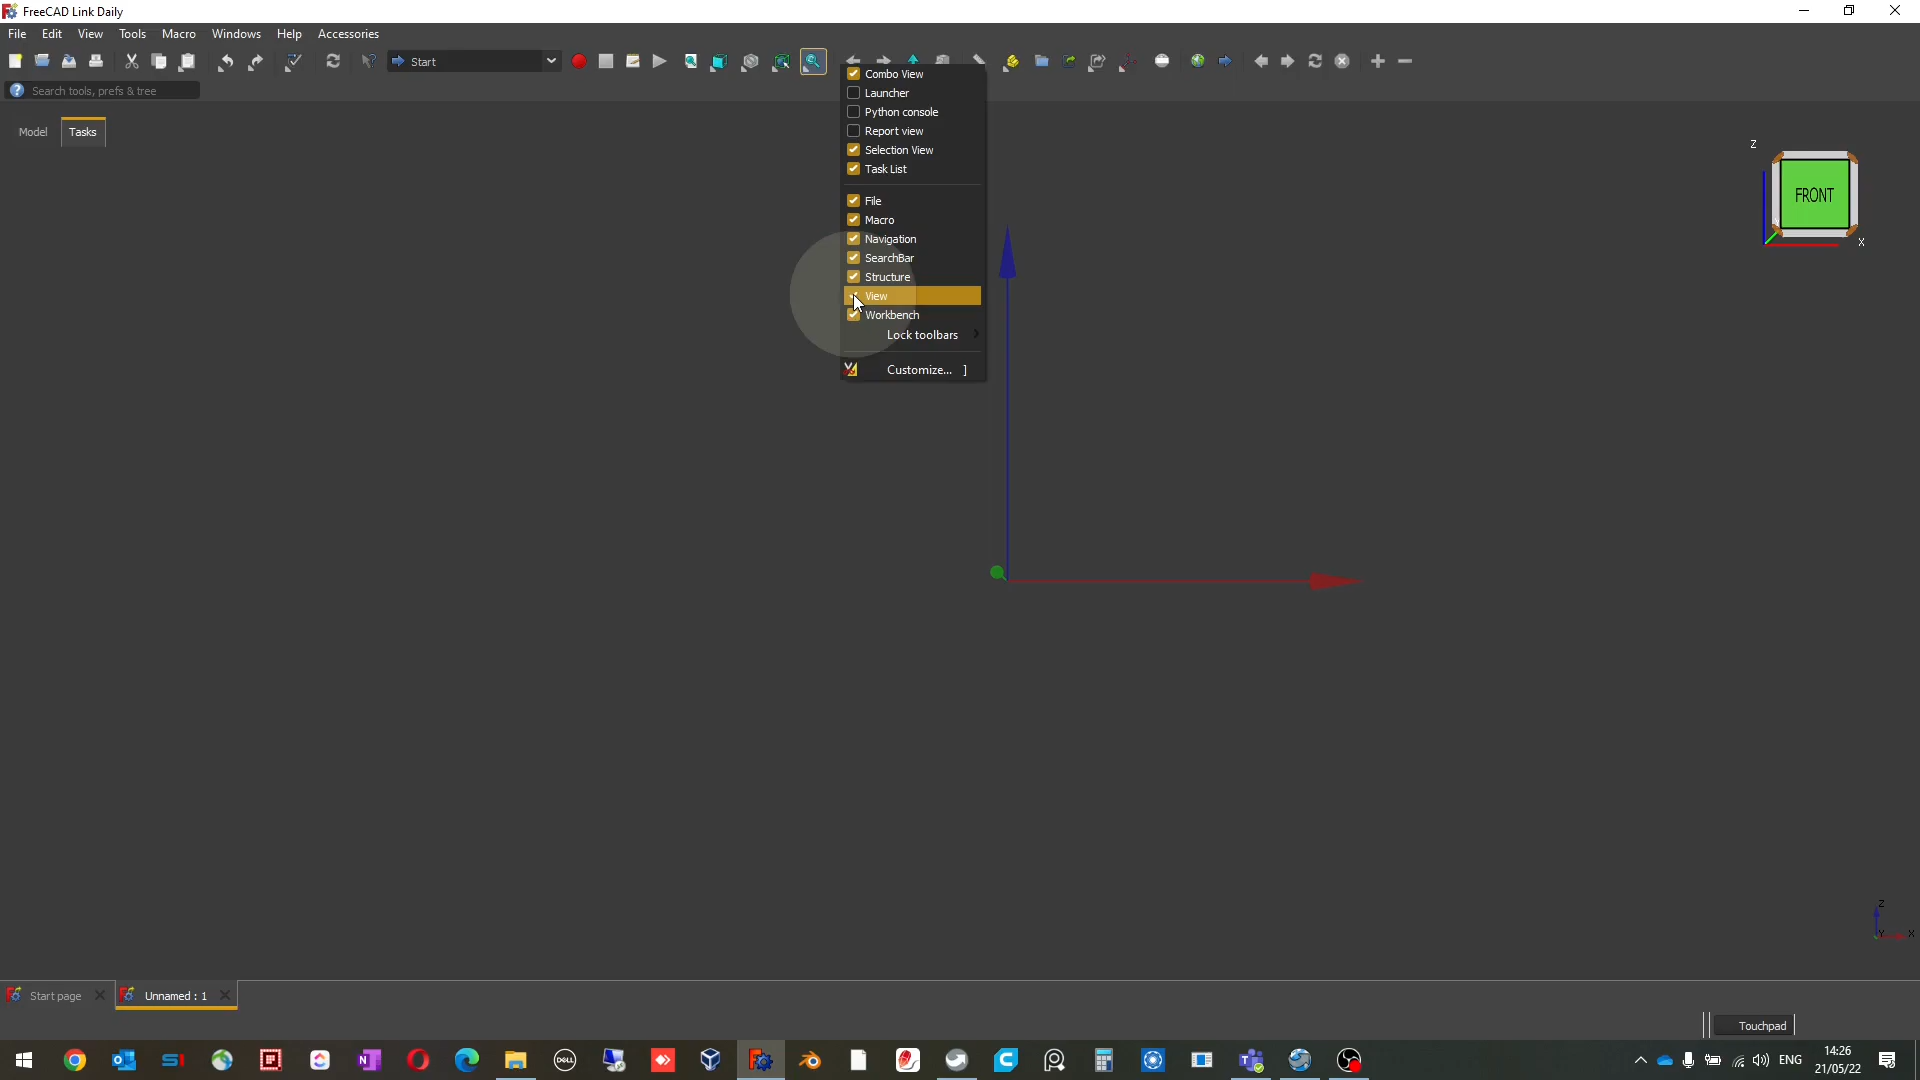 FreeCAD Link Daily
File Edit View Tools Macro Windows Help Accessories
Start
Search tools, prefs & tree
Model Tasks
Combo View
Launcher
Python console
Report view
Selection View
Task List
File
Macro
Navigation
SearchBar
Structure
View
Workbench
Lock toolbars
Customize... ]
Z
FRONT
X
Z
Y X
Start page Unnamed : 1
Touchpad
ENG
14:26
21/05/22